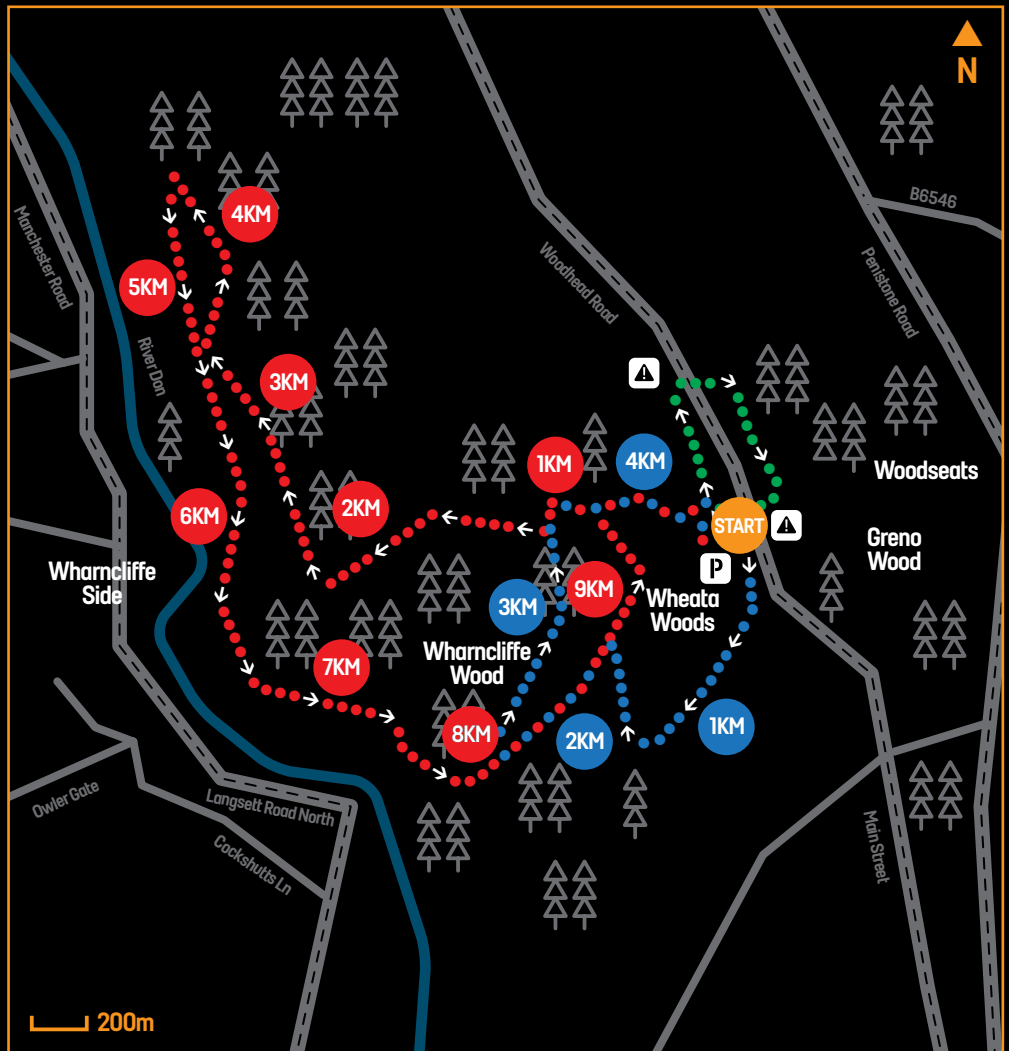 N
B6546
4KM
Manchester Road
Woodhead Road
Penistone Road
5KM
River Don
3KM
1KM
4KM
Woodseats
2KM
6KM
START
Greno
Wood
P
Wharncliffe
Side
3KM
9KM
Wheata
Woods
Wharncliffe
Wood
7KM
8KM
2KM
1KM
Owler Gate
Langsett Road North
Cockshutts Ln
Main Street
200m